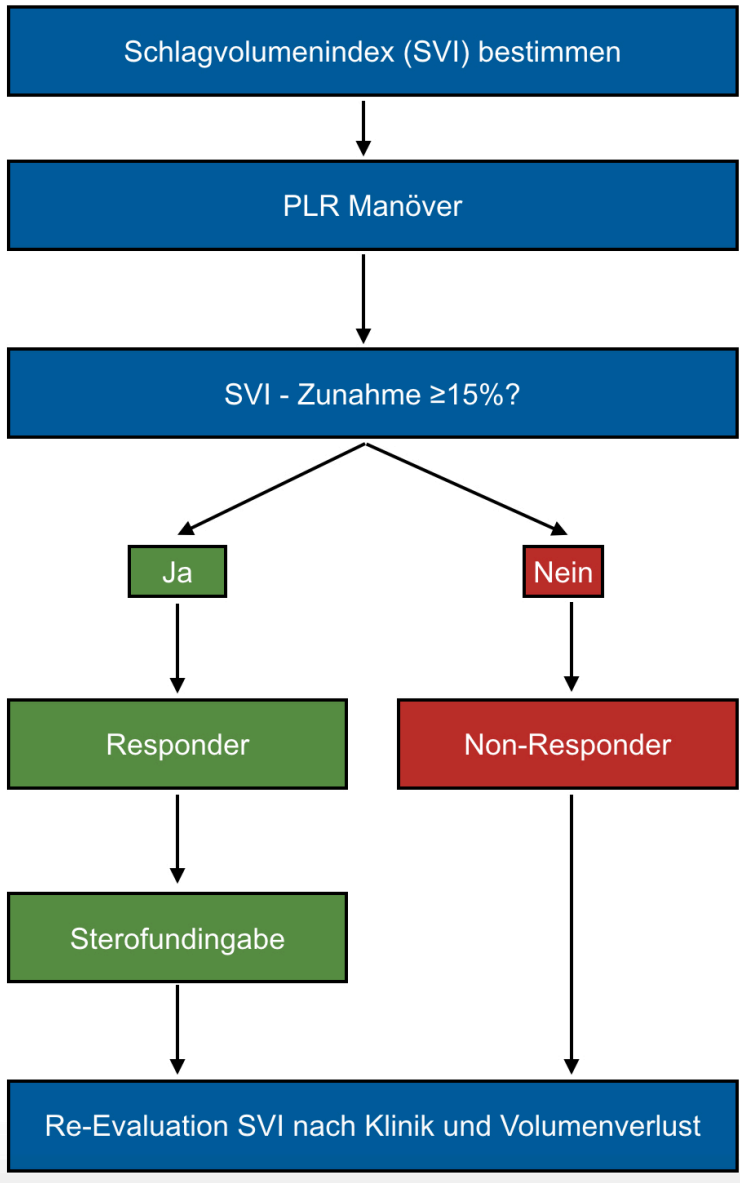 Schlagvolumenindex (SVI) bestimmen
PLR Manöver
SVI - Zunahme ≥15%?
Ja
Nein
Responder
Non-Responder
Sterofundingabe
Re-Evaluation SVI nach Klinik und Volumenverlust